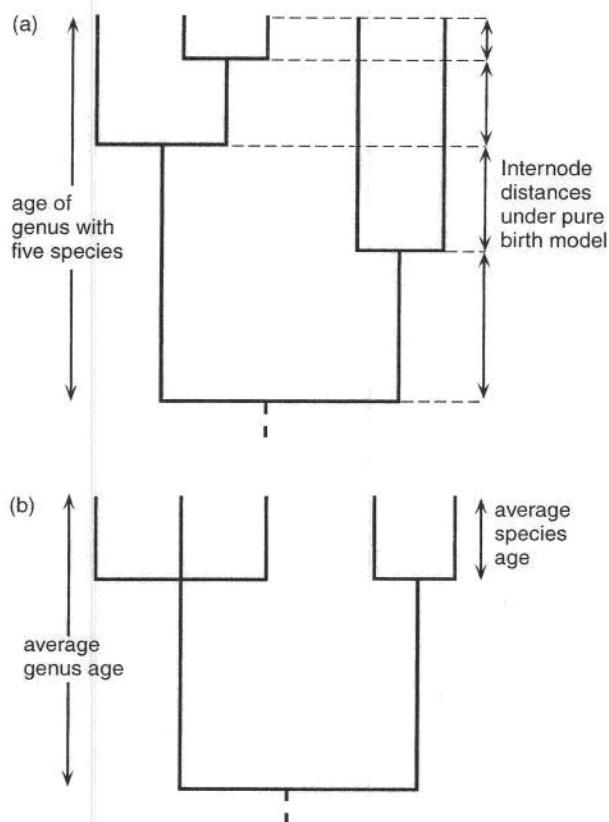 (a)
age of
genus with
five species
Internode
distances
under pure
birth model
(b)
average
species
age
average
genus age